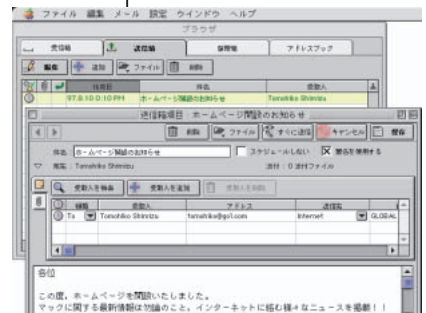 ファイル 編集 メール 設定 ウインドウ ヘルプ
ブラウザ
受信箱 送信箱 保管箱 アドレスブック
編集 追加 ファイル 削除
件名 受取人
97.8.10 0:10 PM ホームページ開設のお知らせ Tomohiko Shimizu
送信箱項目:ホームページ開設のお知らせ
削除 ファイル すぐに送信 キャンセル 保存
件名 ホームページ開設のお知らせ スケジュールしない 署名を使用する
宛先:Tomohiko Shimizu 添付:0 添付ファイル
受取人を検索 受取人を追加 受取人を削除
種類 受取人 アドレス 送信先
To Tomohiko Shimizu tomohiko@gol.com Internet GLOBAL
各位
この度，ホームページを開設いたしました。
マックに関する最新情報は勿論のこと，インターネットに絡む様々なニュースを掲載！！